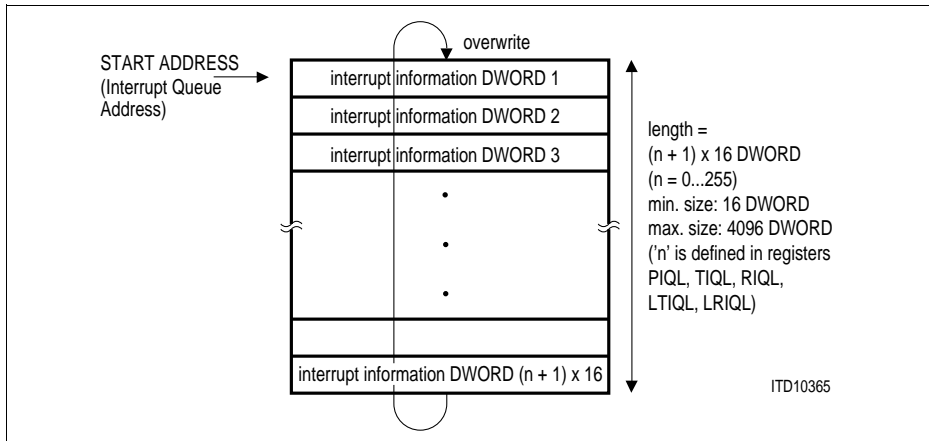 overwrite
START ADDRESS
(Interrupt Queue
Address)
interrupt information DWORD 1
interrupt information DWORD 2
interrupt information DWORD 3
interrupt information DWORD (n + 1) x 16
length =
(n + 1) x 16 DWORD
(n = 0...255)
min. size: 16 DWORD
max. size: 4096 DWORD
('n' is defined in registers
PIQL, TIQL, RIQL,
LTIQL, LRIQL)
ITD10365